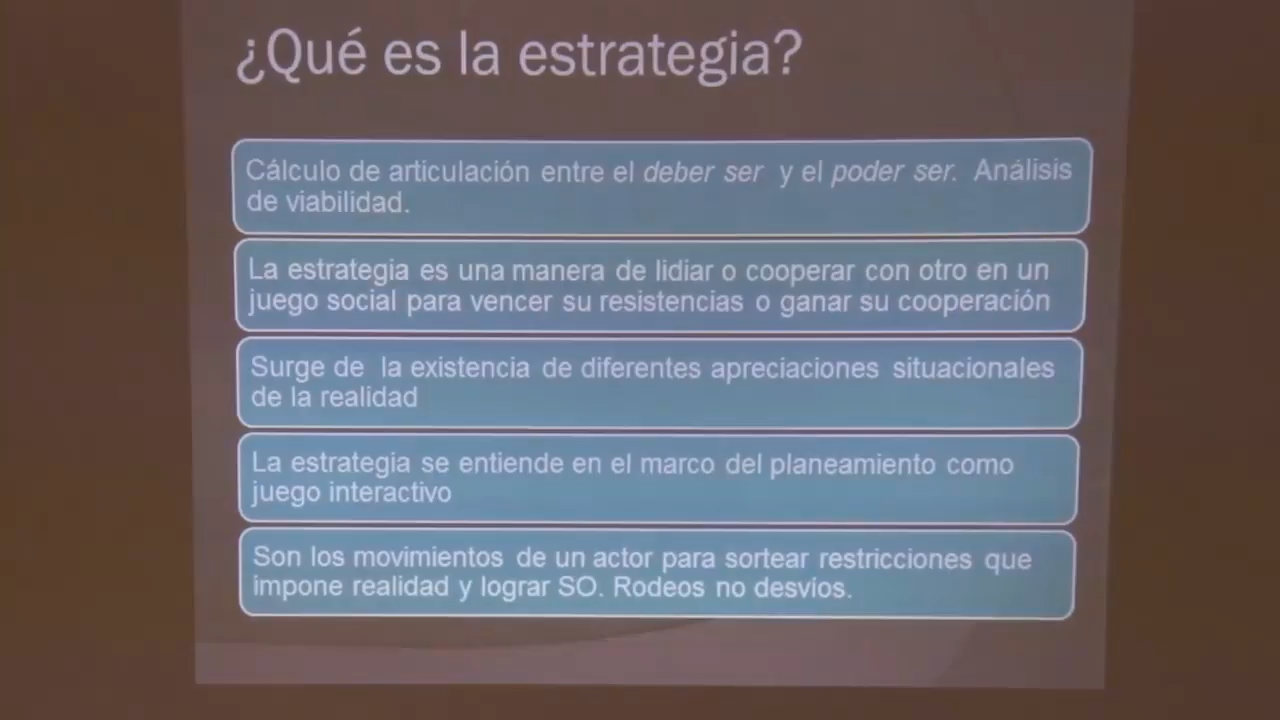 ¿Qué es la estrategia?
Cálculo de articulación entre el deber ser y el poder ser. Análisis
de viabilidad.
La estrategia es una manera de lidiar o cooperar con otro en un
juego social para vencer su resistencias o ganar su cooperación
Surge de la existencia de diferentes apreciaciones situacionales
de la realidad
La estrategia se entiende en el marco del planeamiento como
juego interactivo
Son los movimientos de un actor para sortear restricciones que
impone realidad y lograr SO. Rodeos no desvíos.